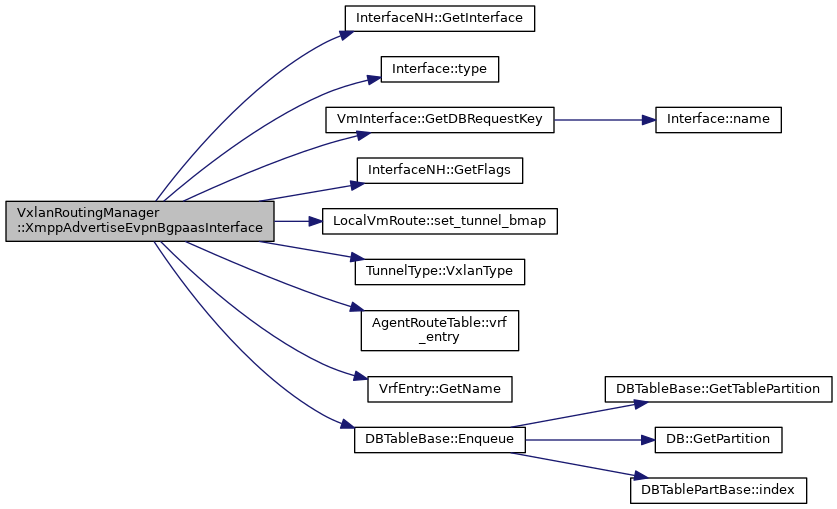 VxlanRoutingManager
::XmppAdvertiseEvpnBgpaasInterface
InterfaceNH::GetInterface
Interface::type
VmInterface::GetDBRequestKey
Interface::name
InterfaceNH::GetFlags
LocalVmRoute::set_tunnel_bmap
TunnelType::VxlanType
AgentRouteTable::vrf
_entry
VrfEntry::GetName
DBTableBase::Enqueue
DBTableBase::GetTablePartition
DB::GetPartition
DBTablePartBase::index